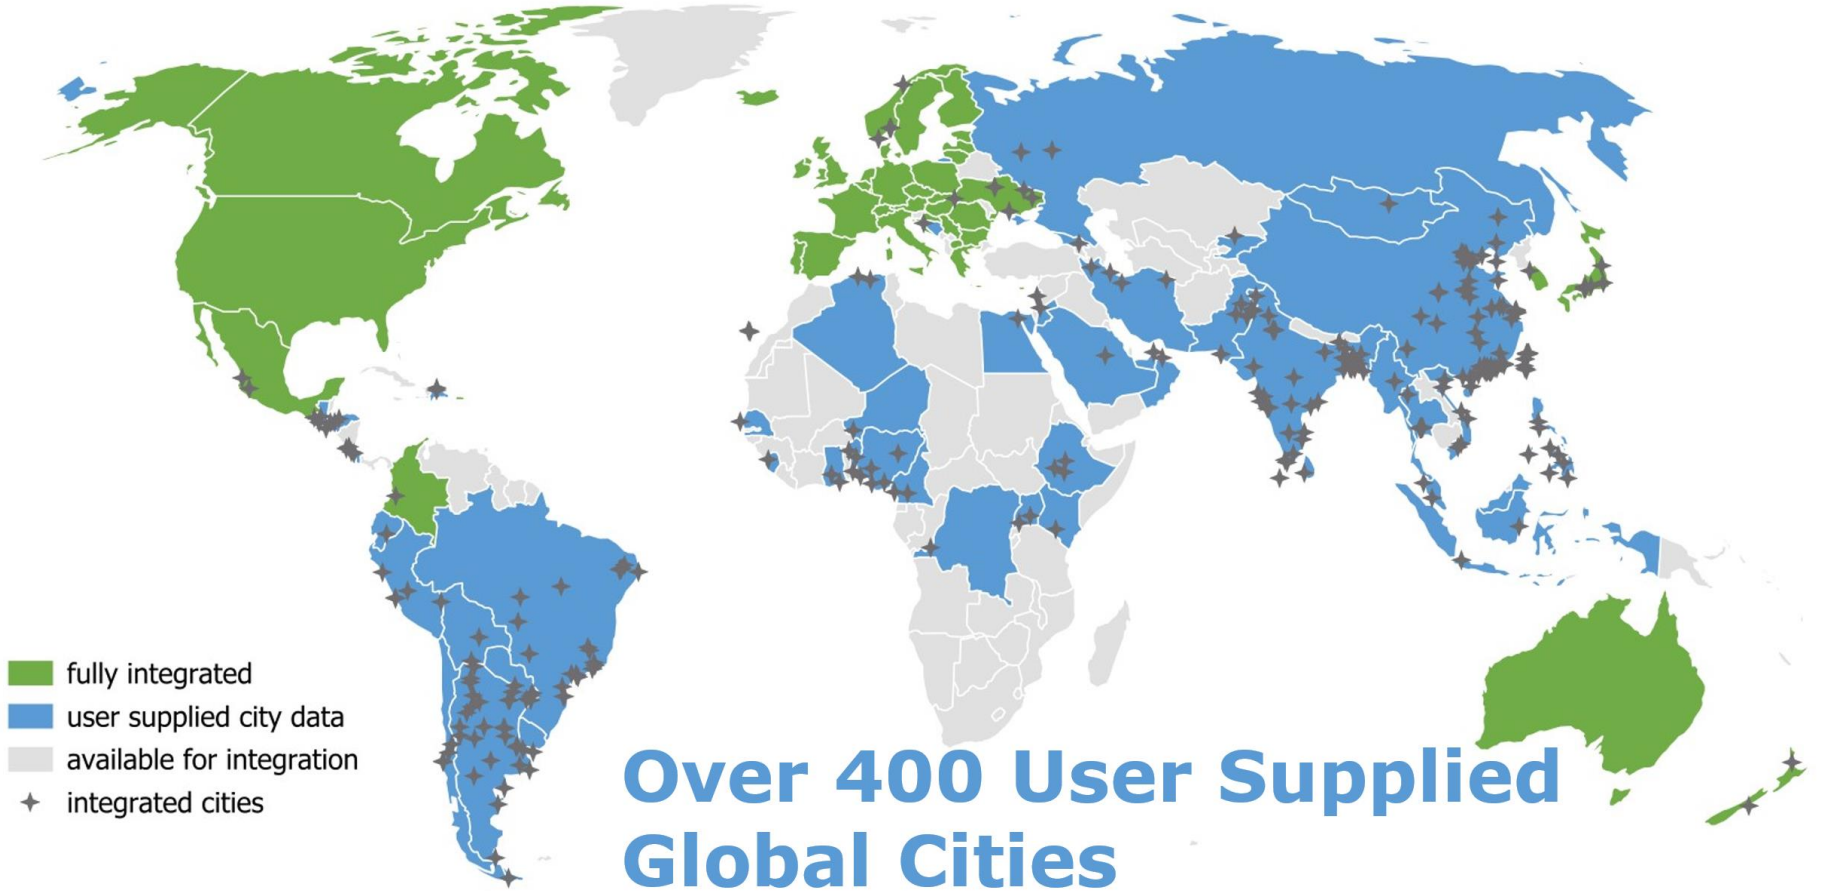 fully integrated
user supplied city data
available for integration
integrated cities
Over 400 User Supplied
Global Cities